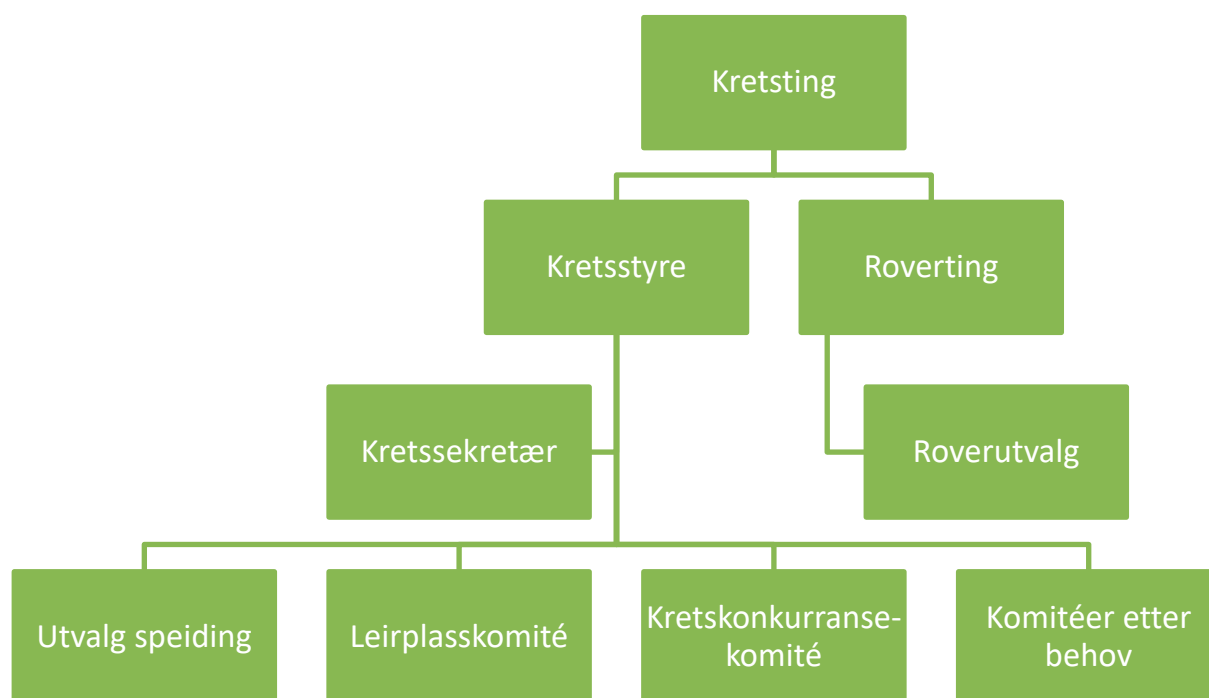 Kretsting
Kretsstyre
Roverting
Kretssekretær
Roverutvalg
Utvalg speiding
Leirplasskomité
Kretskonkurranse-
komité
Komitéer etter
behov